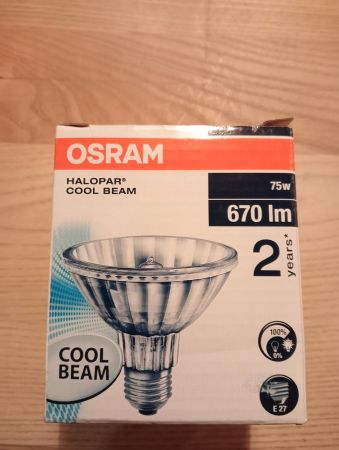 OSRAM
HALOPAR®
COOL BEAM
75w
670 lm
2 years*
COOL
BEAM
100%
0%
E 27